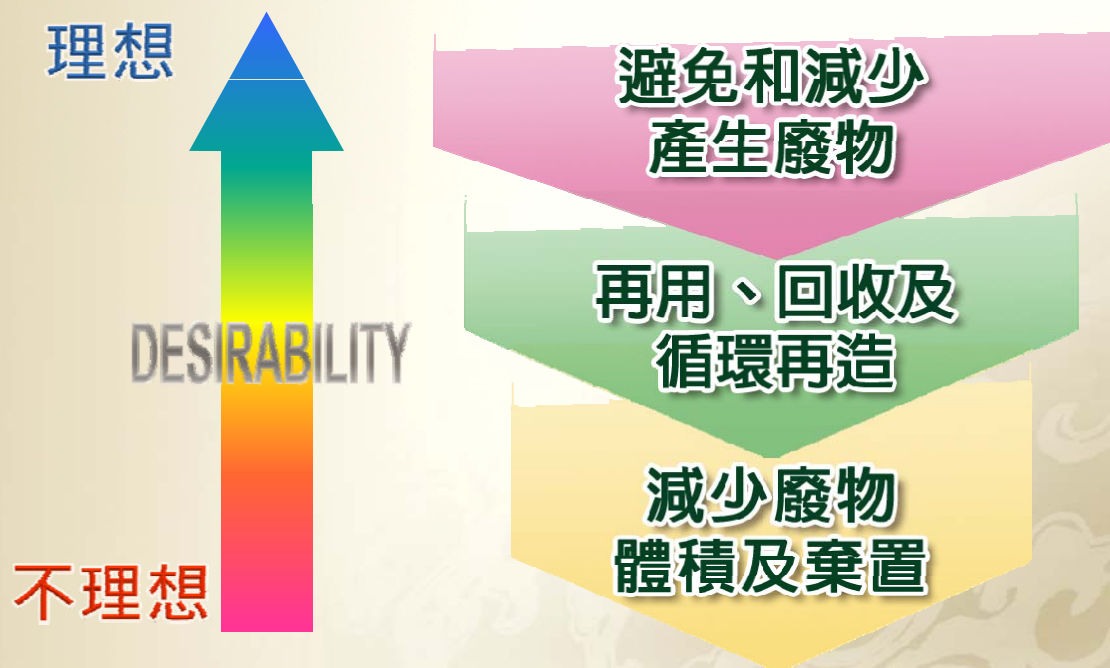 理想
避免和減少
產生廢物
再用、回收及
循環再造
DESIRABILITY
減少廢物
體積及棄置
不理想